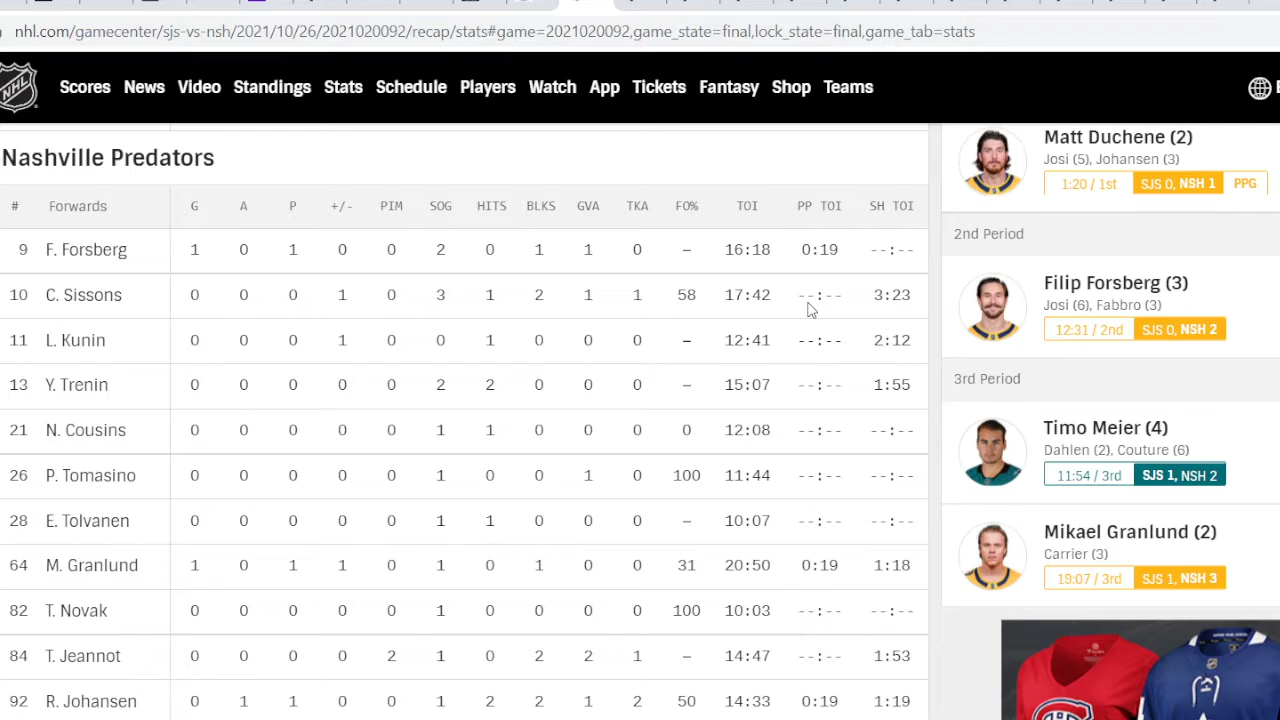 nhl.com/gamecenter/sjs-vs-nsh/2021/10/26/2021020092/recap/stats#game=2021020092,game_state=final,lock_state=final,game_tab=stats
NHL Scores News Video Standings Stats Schedule Players Watch App Tickets Fantasy Shop Teams
Nashville Predators
# Forwards G A P +/- PIM SOG HITS BLKS GVA TKA FO% TOI PP TOI SH TOI
9 F. Forsberg 1 0 1 0 0 2 0 1 1 0 – 16:18 0:19 --:--
10 C. Sissons 0 0 0 1 0 3 1 2 1 1 58 17:42 --:-- 3:23
11 L. Kunin 0 0 0 1 0 0 1 0 0 0 – 12:41 --:-- 2:12
13 Y. Trenin 0 0 0 0 0 2 2 0 0 0 – 15:07 --:-- 1:55
21 N. Cousins 0 0 0 0 0 1 1 0 0 0 0 12:08 --:-- --:--
26 P. Tomasino 0 0 0 0 0 1 0 0 1 0 100 11:44 --:-- --:--
28 E. Tolvanen 0 0 0 0 0 1 1 0 0 0 – 10:07 --:-- --:--
64 M. Granlund 1 0 1 1 0 1 0 1 0 0 31 20:50 0:19 1:18
82 T. Novak 0 0 0 0 0 1 0 0 0 0 100 10:03 --:-- --:--
84 T. Jeannot 0 0 0 0 2 1 0 2 2 1 – 14:47 --:-- 1:53
92 R. Johansen 0 1 1 0 0 1 2 2 1 2 50 14:33 0:19 1:19
Matt Duchene (2)
Josi (5), Johansen (3)
1:20 / 1st SJS 0, NSH 1 PPG
2nd Period
Filip Forsberg (3)
Josi (6), Fabbro (3)
12:31 / 2nd SJS 0, NSH 2
3rd Period
Timo Meier (4)
Dahlen (2), Couture (6)
11:54 / 3rd SJS 1, NSH 2
Mikael Granlund (2)
Carrier (3)
19:07 / 3rd SJS 1, NSH 3